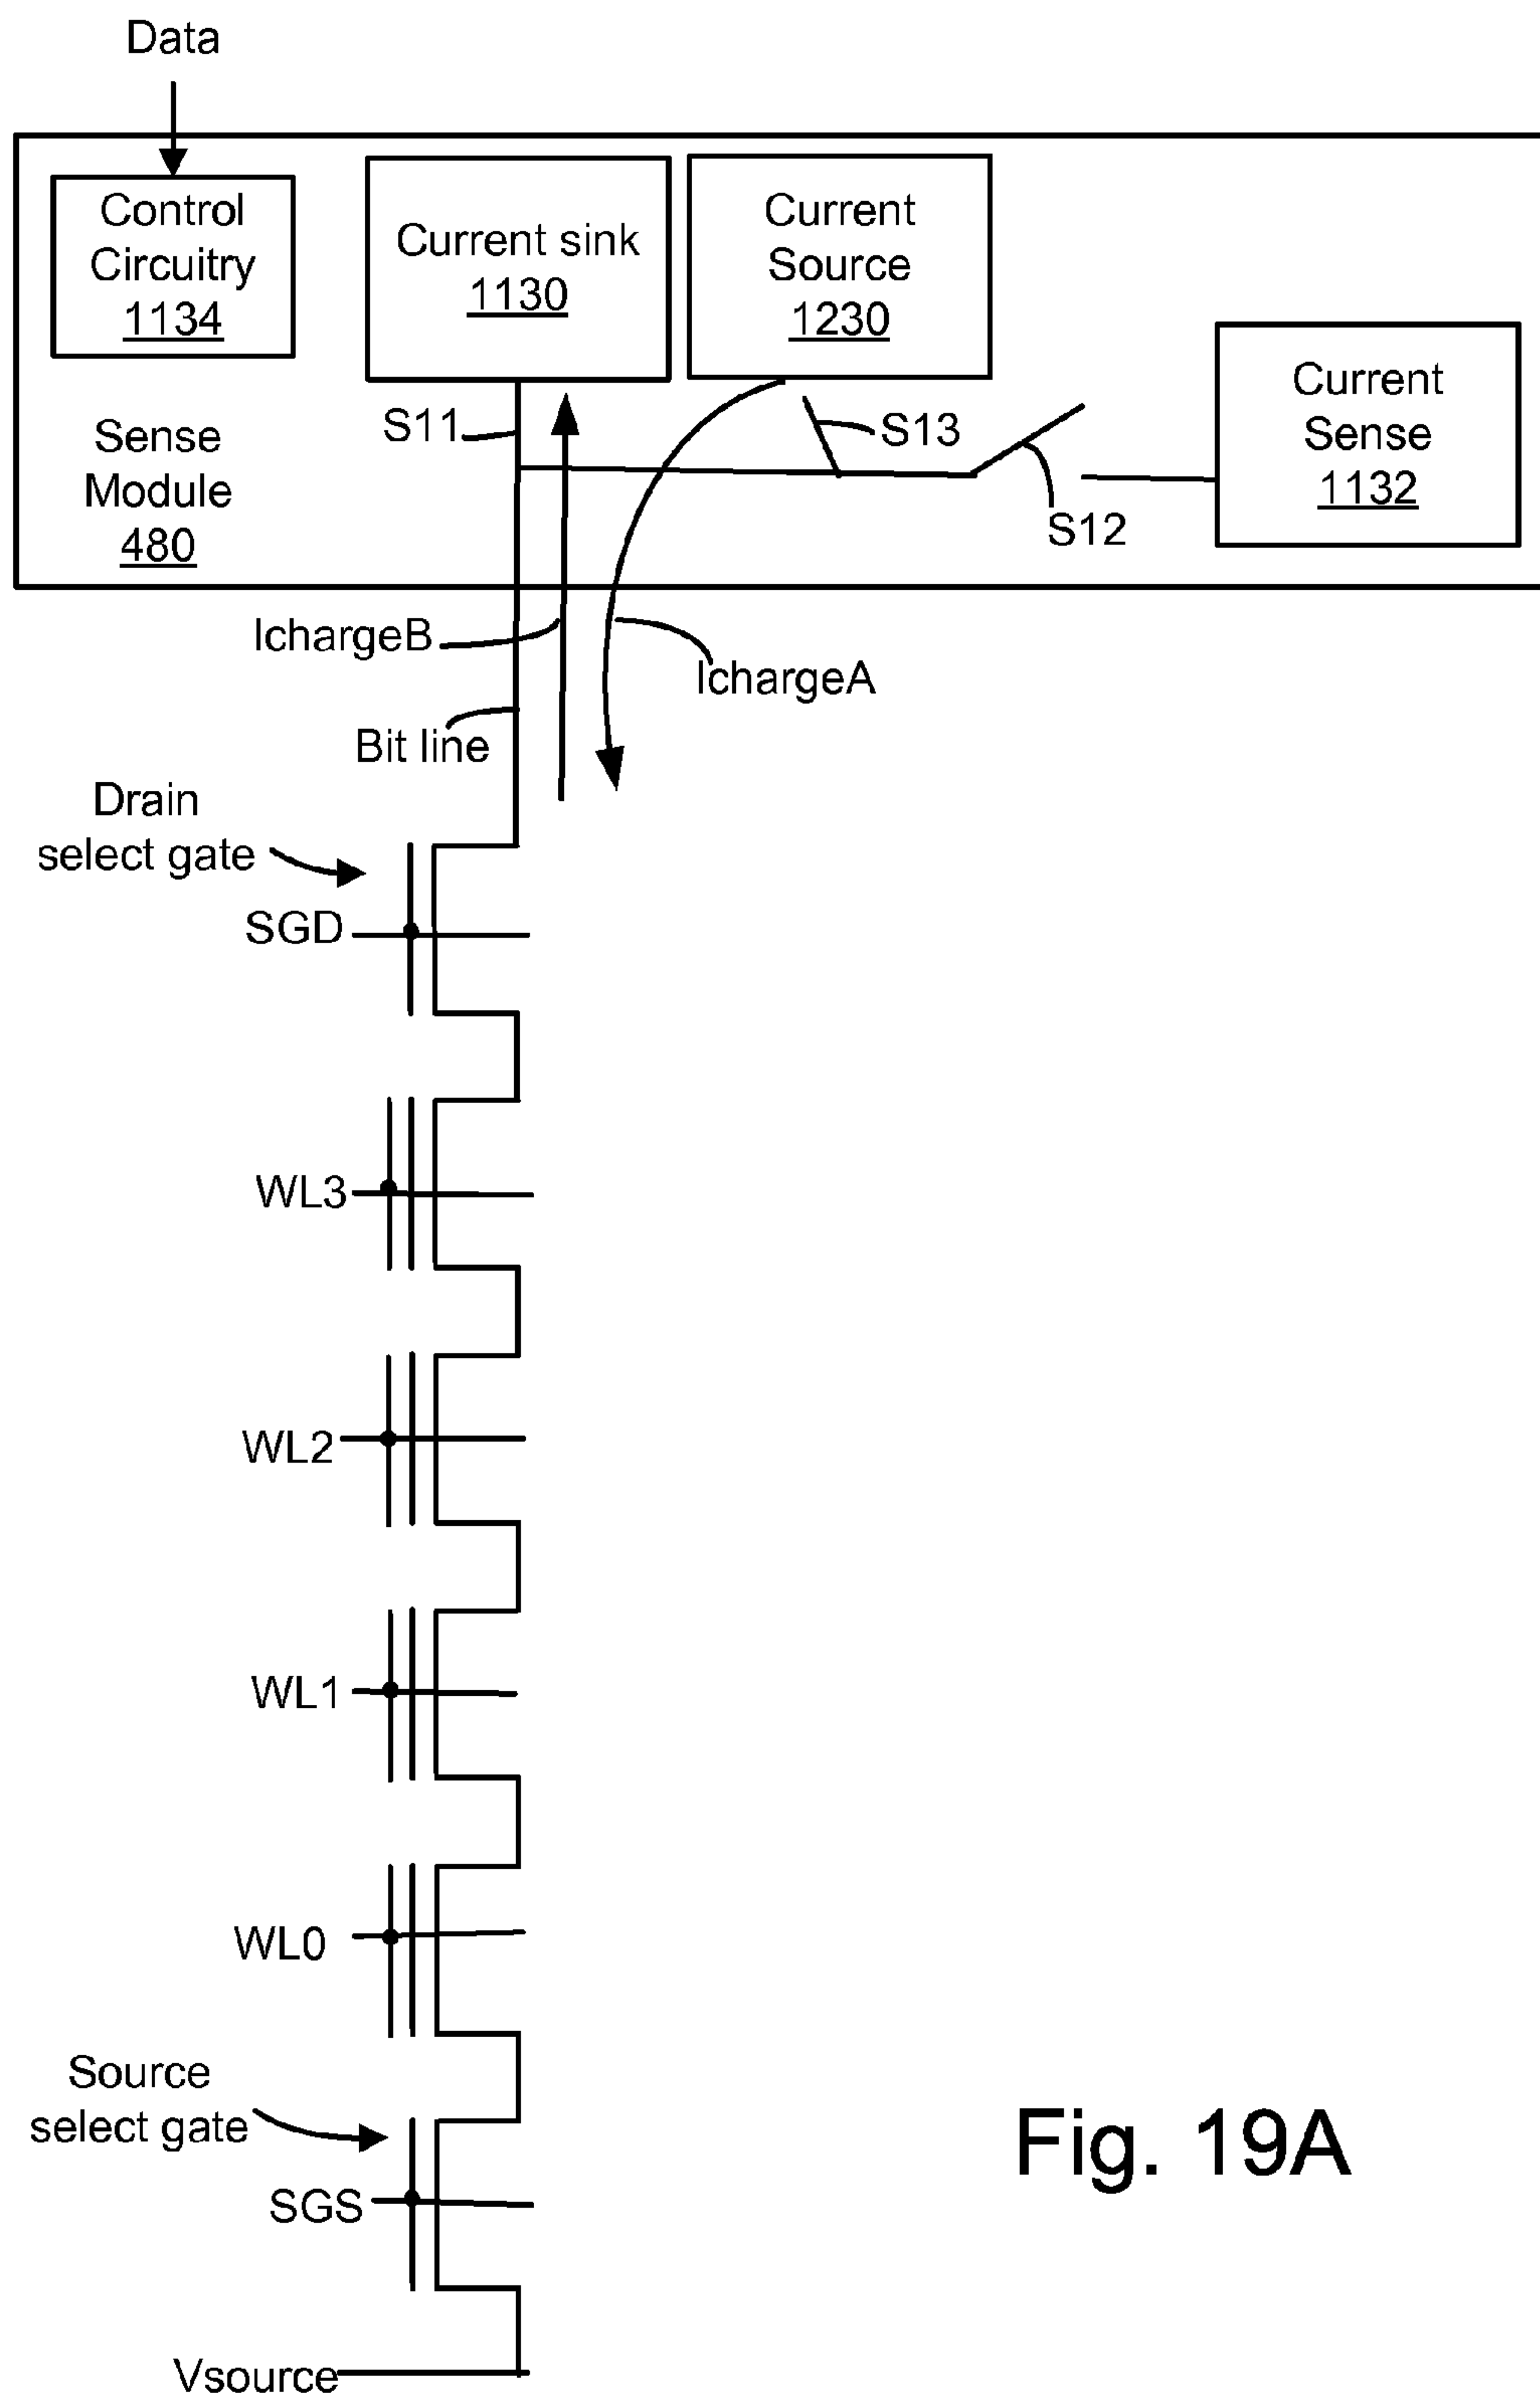 Data
Control
Circuitry
1134
Current sink
1130
Current
Source
1230
Current
Sense
1132
S11
S13
S12
Sense
Module
480
IchargeB
IchargeA
Bit line
Drain
select gate
SGD
WL3
WL2
WL1
WL0
Source
select gate
SGS
Vsource
Fig. 19A